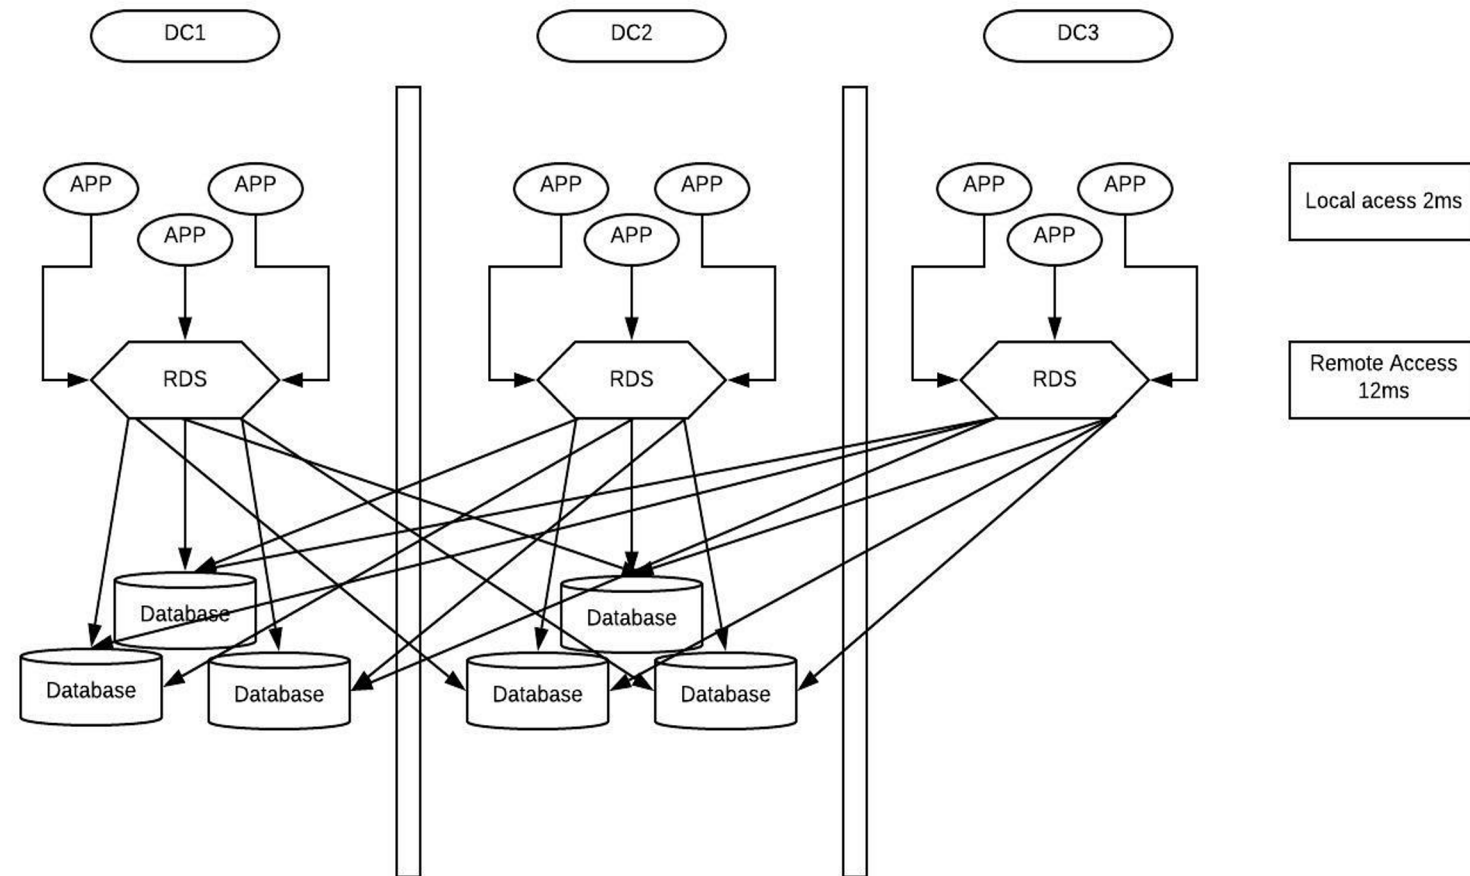 DC1
DC2
DC3
APP
APP
APP
APP
APP
APP
Local acess 2ms
APP
APP
APP
RDS
RDS
RDS
Remote Access
12ms
Database
Database
Database
Database
Database
Database